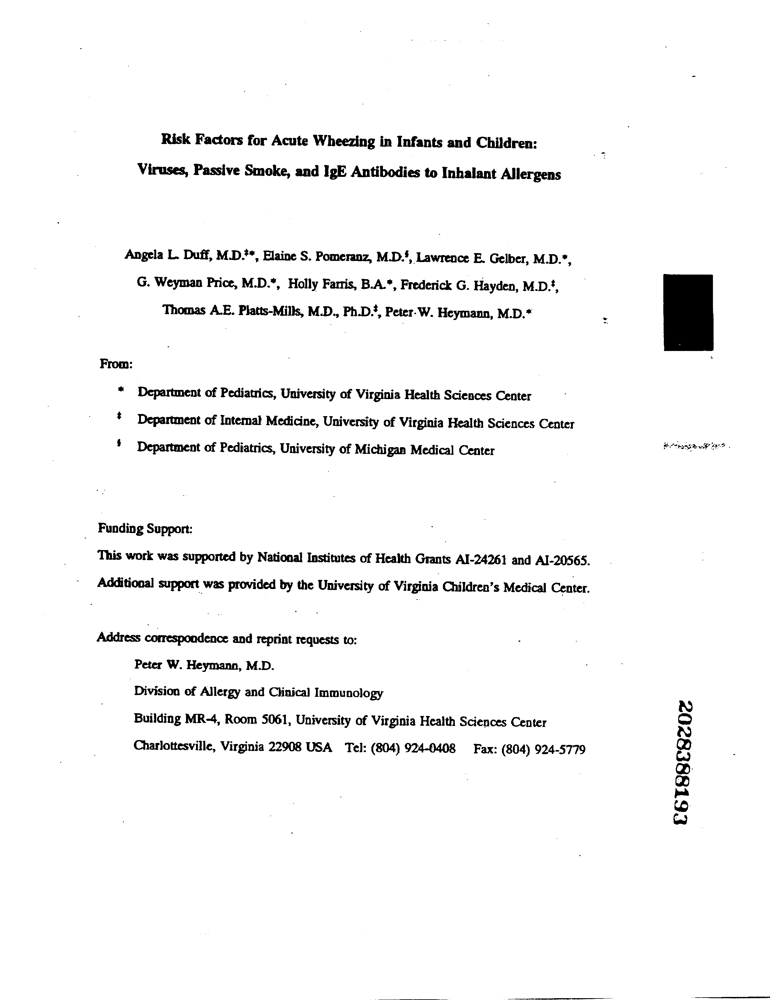 Risk Factors for Acute Wheezing in Infants and Children:
Viruses, Passive Smoke, and IgE Antibodies to Inhalant Allergens
Angela L. Duff, M.D.‡*, Elaine S. Pomeranz, M.D.§, Lawrence E. Gelber, M.D.*,
G. Weyman Price, M.D.*, Holly Farris, B.A.*, Frederick G. Hayden, M.D.‡,
Thomas A.E. Platts-Mills, M.D., Ph.D.‡, Peter W. Heymann, M.D.*
From:
* Department of Pediatrics, University of Virginia Health Sciences Center
‡ Department of Internal Medicine, University of Virginia Health Sciences Center
§ Department of Pediatrics, University of Michigan Medical Center
Funding Support:
This work was supported by National Institutes of Health Grants AI-24261 and AI-20565.
Additional support was provided by the University of Virginia Children's Medical Center.
Address correspondence and reprint requests to:
Peter W. Heymann, M.D.
Division of Allergy and Clinical Immunology
Building MR-4, Room 5061, University of Virginia Health Sciences Center
Charlottesville, Virginia 22908 USA Tel: (804) 924-0408 Fax: (804) 924-5779
2028388193